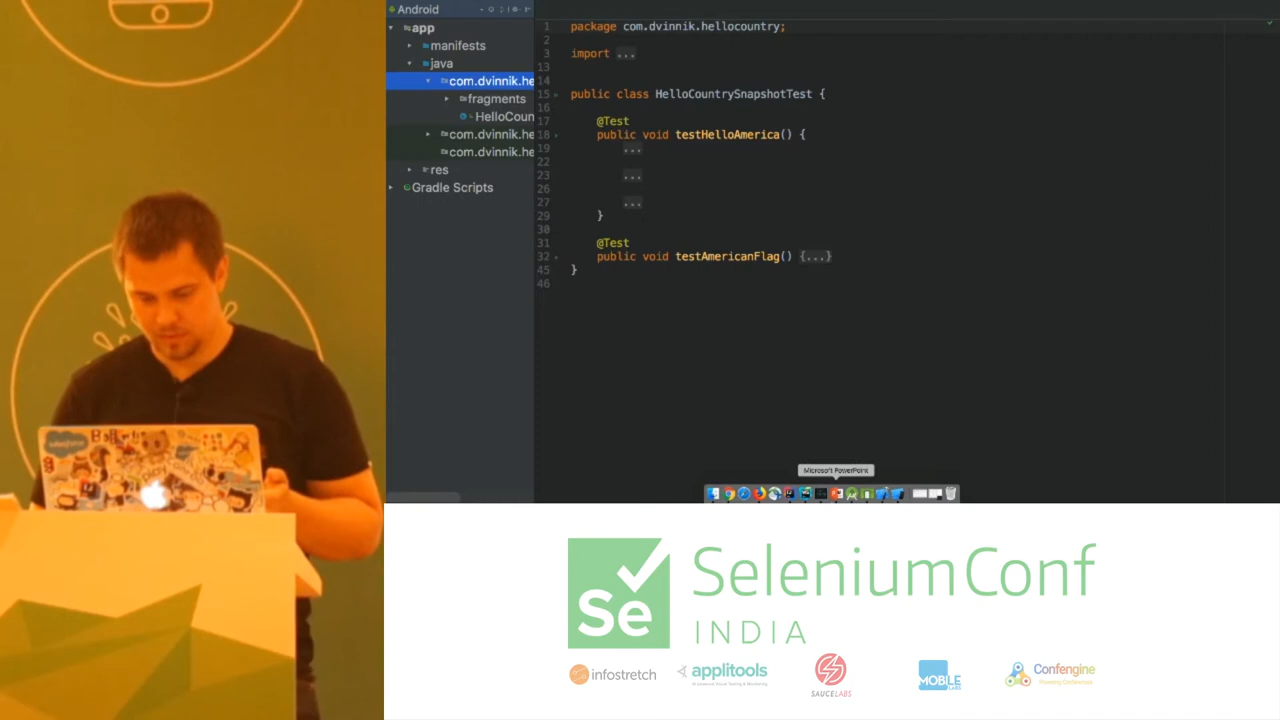 Android
app
manifests
java
com.dvinnik.he
fragments
HelloCoun
com.dvinnik.he
com.dvinnik.he
res
Gradle Scripts
1 package com.dvinnik.hellocountry;
2
3 import ...
13
14
15 public class HelloCountrySnapshotTest {
16
17 @Test
18 public void testHelloAmerica() {
19 ...
22
23 ...
26
27 ...
29 }
30
31 @Test
32 public void testAmericanFlag() {...}
45 }
46
Microsoft PowerPoint
Se
SeleniumConf
INDIA
infostretch
applitools
SAUCELABS
MOBILE
LABS
Confengine